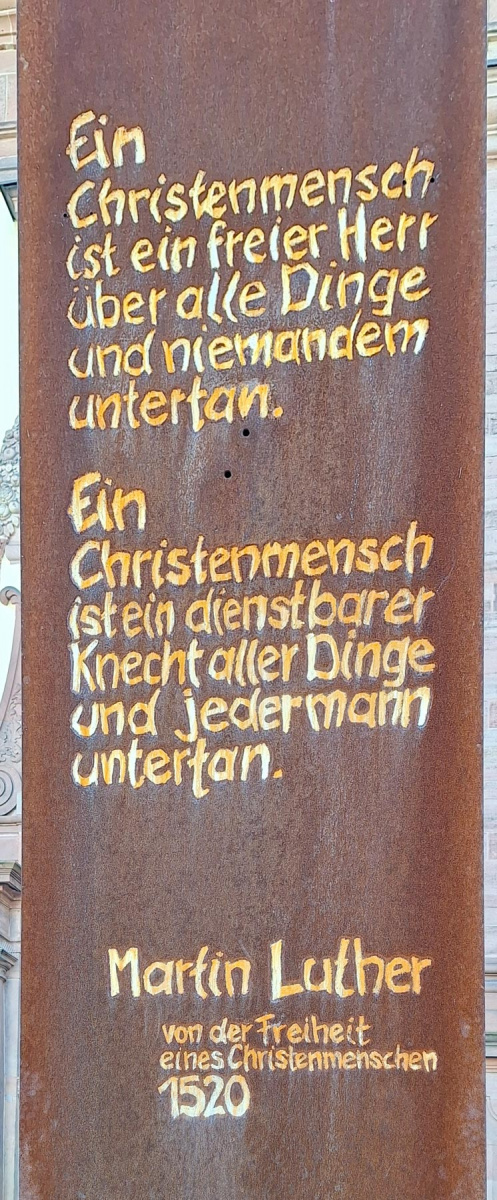 Ein
Christenmensch
ist ein freier Herr
über alle Dinge
und niemandem
untertan.
Ein
Christenmensch
ist ein dienstbarer
Knecht aller Dinge
und jedermann
untertan.
Martin Luther
von der Freiheit
eines Christenmenschen
1520